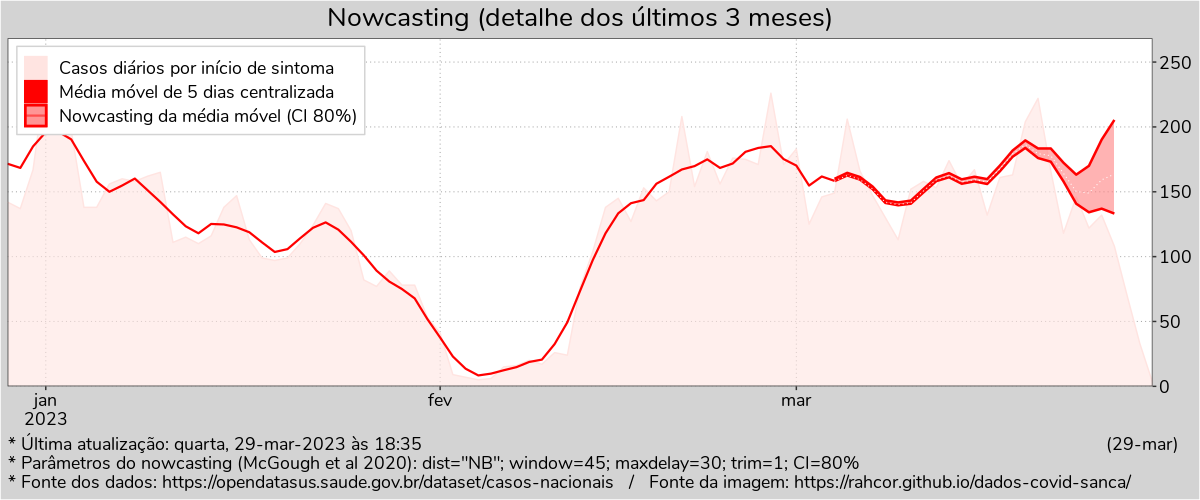 Nowcasting (detalhe dos últimos 3 meses)
Casos diários por início de sintoma
Média móvel de 5 dias centralizada
Nowcasting da média móvel (CI 80%)
250
200
150
100
50
0
jan fev mar
2023
* Última atualização: quarta, 29-mar-2023 às 18:35 (29-mar)
* Parâmetros do nowcasting (McGough et al 2020): dist="NB"; window=45; maxdelay=30; trim=1; CI=80%
* Fonte dos dados: https://opendatasus.saude.gov.br/dataset/casos-nacionais / Fonte da imagem: https://rahcor.github.io/dados-covid-sanca/